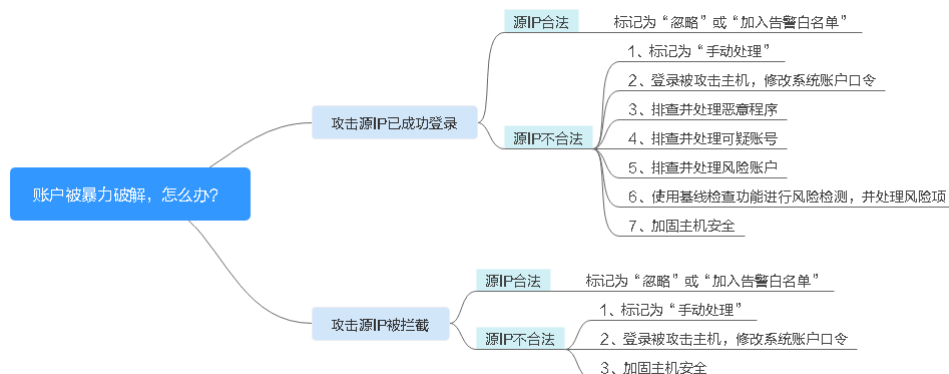 账户被暴力破解，怎么办？
攻击源IP已成功登录
源IP合法
标记为“忽略”或“加入告警白名单”
源IP不合法
1、标记为“手动处理”
2、登录被攻击主机，修改系统账户口令
3、排查并处理恶意程序
4、排查并处理可疑账号
5、排查并处理风险账户
6、使用基线检查功能进行风险检测，并处理风险项
7、加固主机安全
攻击源IP被拦截
源IP合法
标记为“忽略”或“加入告警白名单”
源IP不合法
1、标记为“手动处理”
2、登录被攻击主机，修改系统账户口令
3、加固主机安全